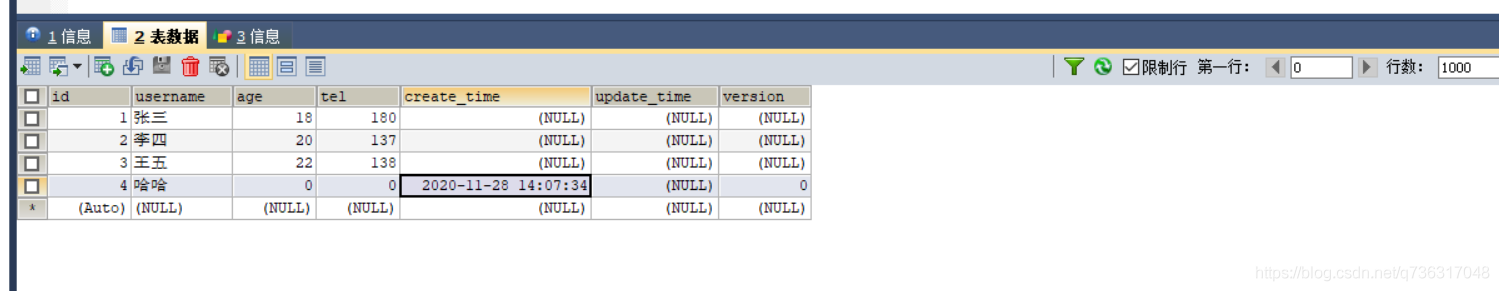 1 信息 2 表数据 3 信息
限制行 第一行: 0 行数: 1000
id username age tel create_time update_time version
1 张三 18 180 (NULL) (NULL) (NULL)
2 李四 20 137 (NULL) (NULL) (NULL)
3 王五 22 138 (NULL) (NULL) (NULL)
4 哈哈 0 0 2020-11-28 14:07:34 (NULL) 0
* (Auto) (NULL) (NULL) (NULL) (NULL) (NULL) (NULL)
https://blog.csdn.net/q736317048